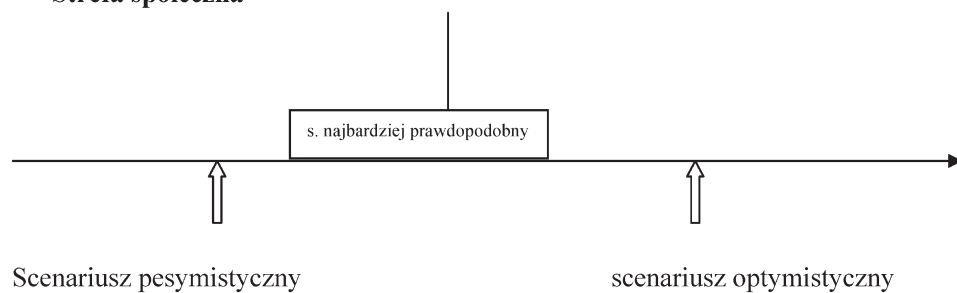 Strefa społeczna
s. najbardziej prawdopodobny
Scenariusz pesymistyczny
scenariusz optymistyczny